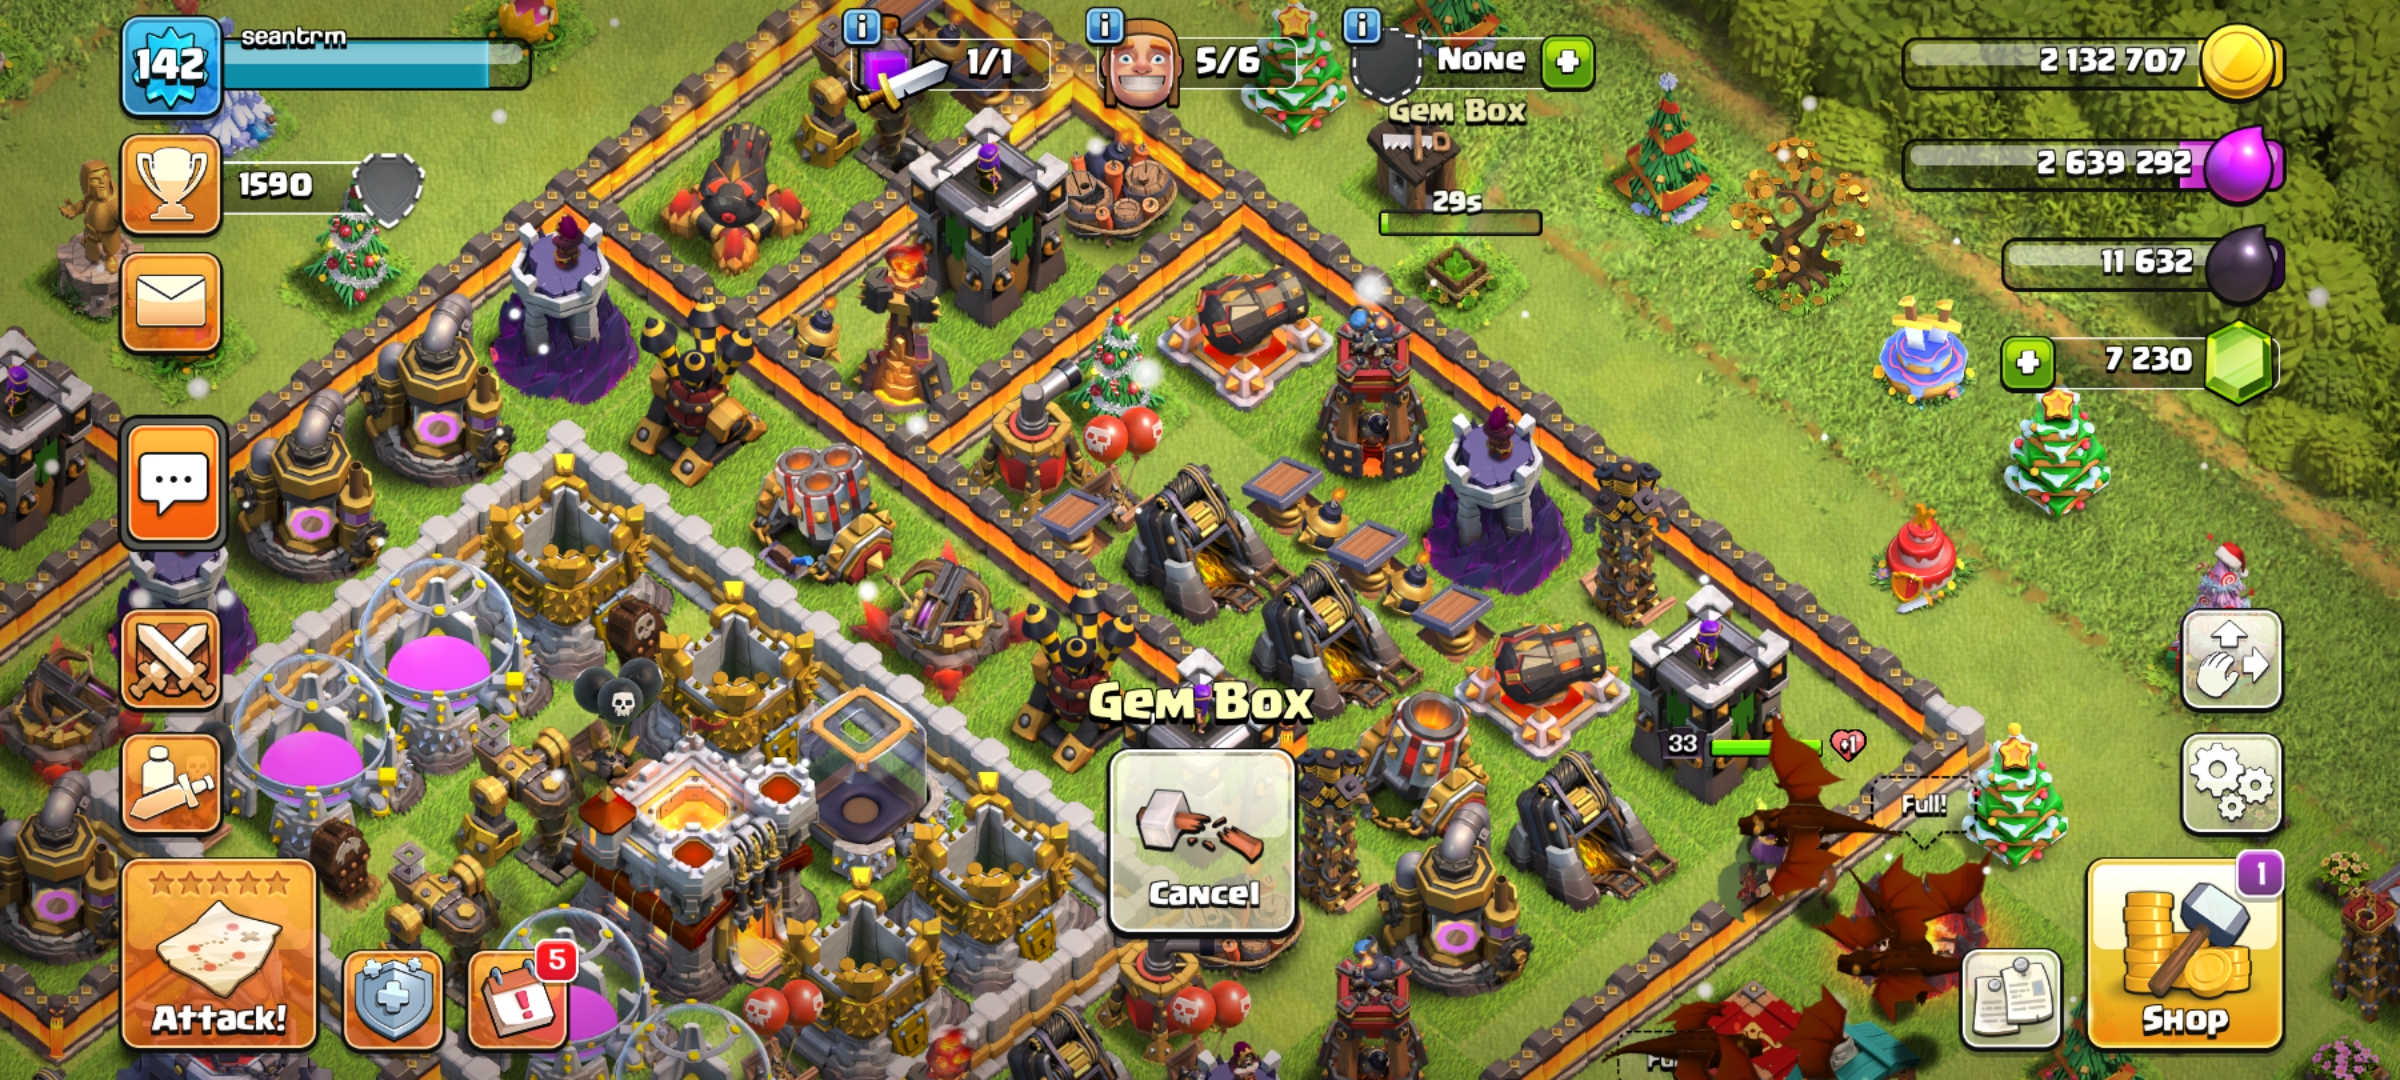 142
seantrm
1/1
5/6
None
2 132 707
Gem Box
1590
2 639 292
29s
11 632
7 230
Gem Box
33
+1
Full!
Cancel
1
5
Attack!
Shop